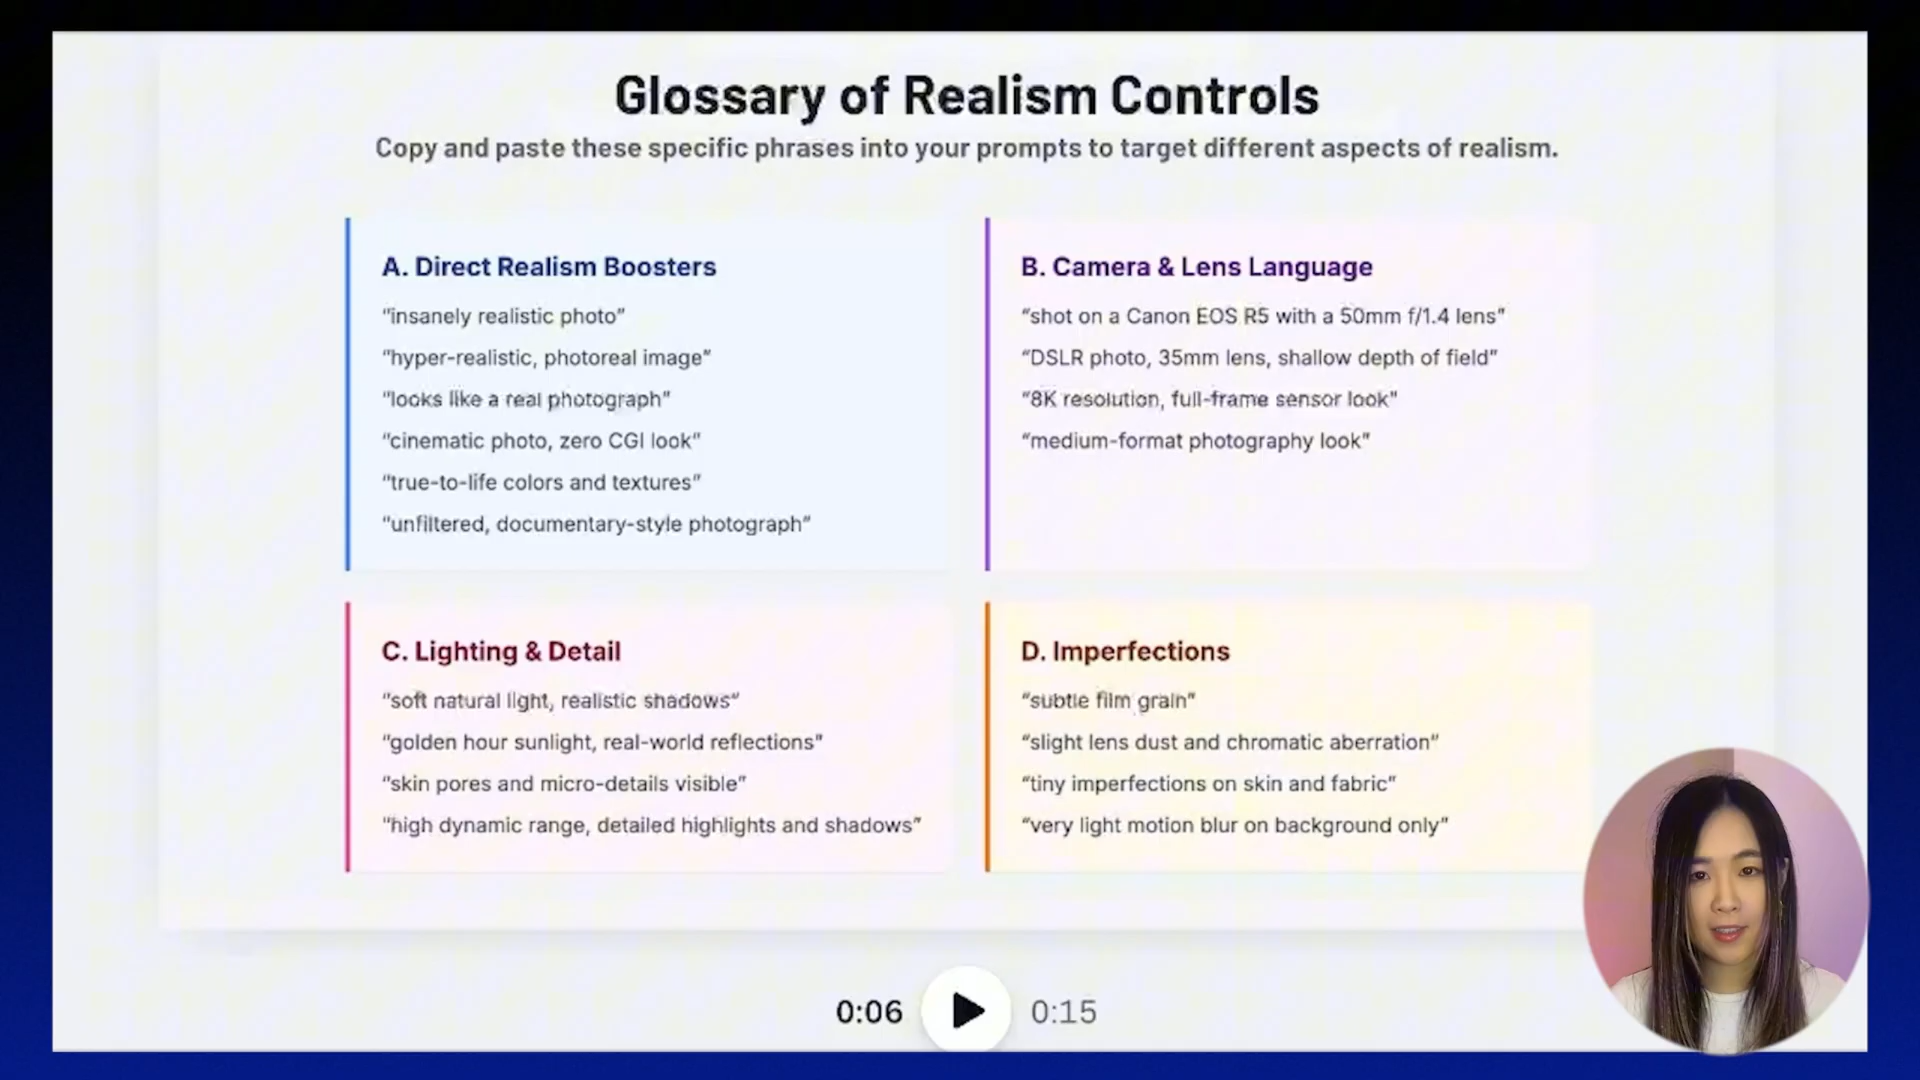 Glossary of Realism Controls
Copy and paste these specific phrases into your prompts to target different aspects of realism.
A. Direct Realism Boosters
“insanely realistic photo”
“hyper-realistic, photoreal image”
“looks like a real photograph”
“cinematic photo, zero CGI look”
“true-to-life colors and textures”
“unfiltered, documentary-style photograph”
B. Camera & Lens Language
“shot on a Canon EOS R5 with a 50mm f/1.4 lens”
“DSLR photo, 35mm lens, shallow depth of field”
“8K resolution, full-frame sensor look”
“medium-format photography look”
C. Lighting & Detail
“soft natural light, realistic shadows”
“golden hour sunlight, real-world reflections”
“skin pores and micro-details visible”
“high dynamic range, detailed highlights and shadows”
D. Imperfections
“subtle film grain”
“slight lens dust and chromatic aberration”
“tiny imperfections on skin and fabric”
“very light motion blur on background only”
0:06 0:15